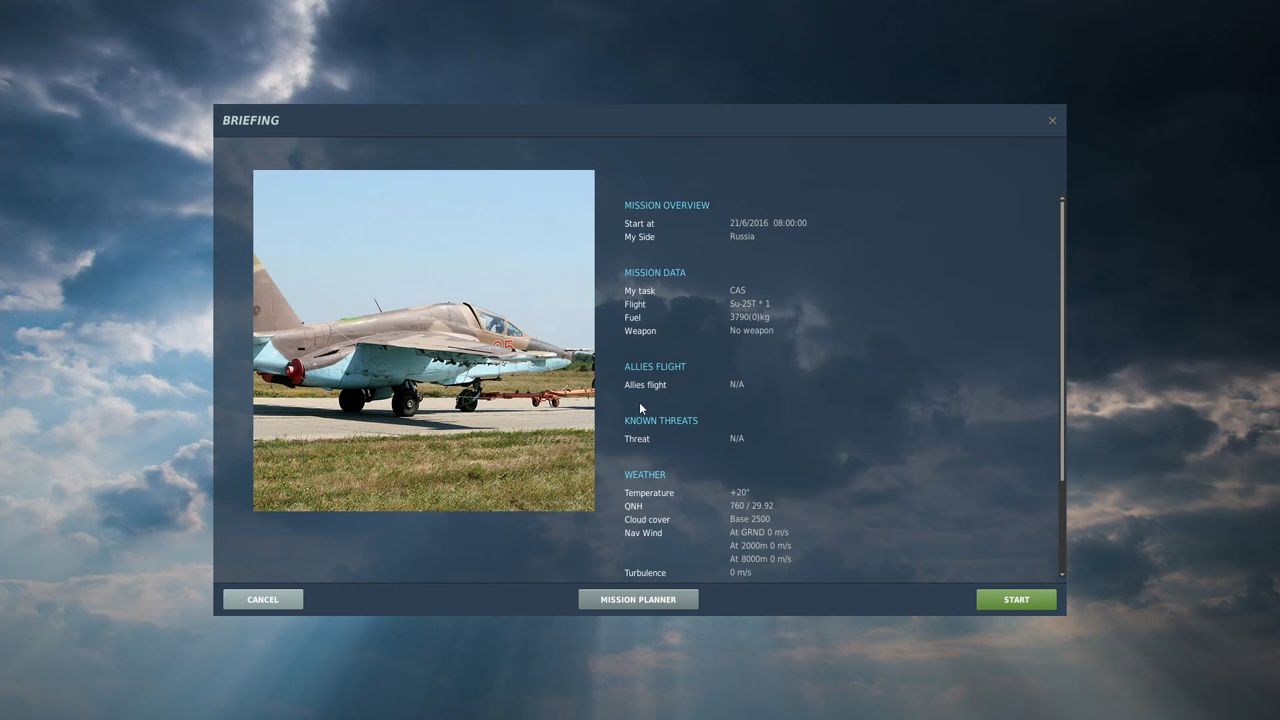 BRIEFING
MISSION OVERVIEW
Start at 21/6/2016 08:00:00
My Side Russia
MISSION DATA
My task CAS
Flight Su-25T * 1
Fuel 3790(0)kg
Weapon No weapon
ALLIES FLIGHT
Allies flight N/A
KNOWN THREATS
Threat N/A
WEATHER
Temperature +20°
QNH 760 / 29.92
Cloud cover Base 2500
Nav Wind At GRND 0 m/s
At 2000m 0 m/s
At 8000m 0 m/s
Turbulence 0 m/s
CANCEL MISSION PLANNER START